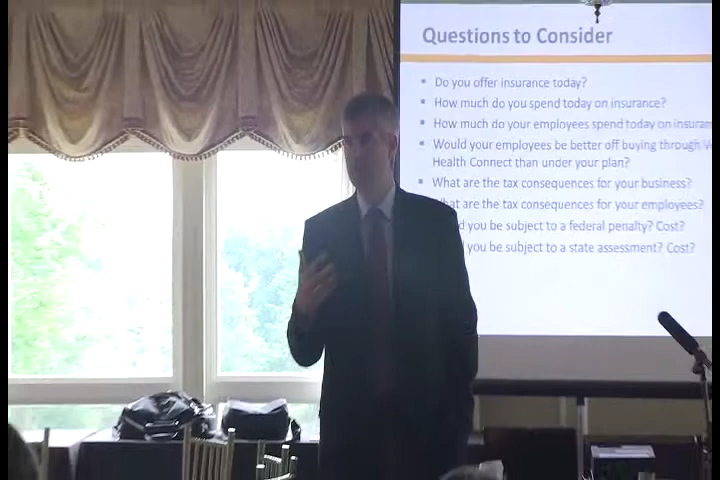 Questions to Consider
Do you offer insurance today?
How much do you spend today on insurance?
How much do your employees spend today on
Would your employees be better off buying through
Health Connect than under your plan?
What are the tax consequences for your business?
are the tax consequences for your employees?
you be subject to a federal penalty? Cost?
you be subject to a state assessment? Cost?